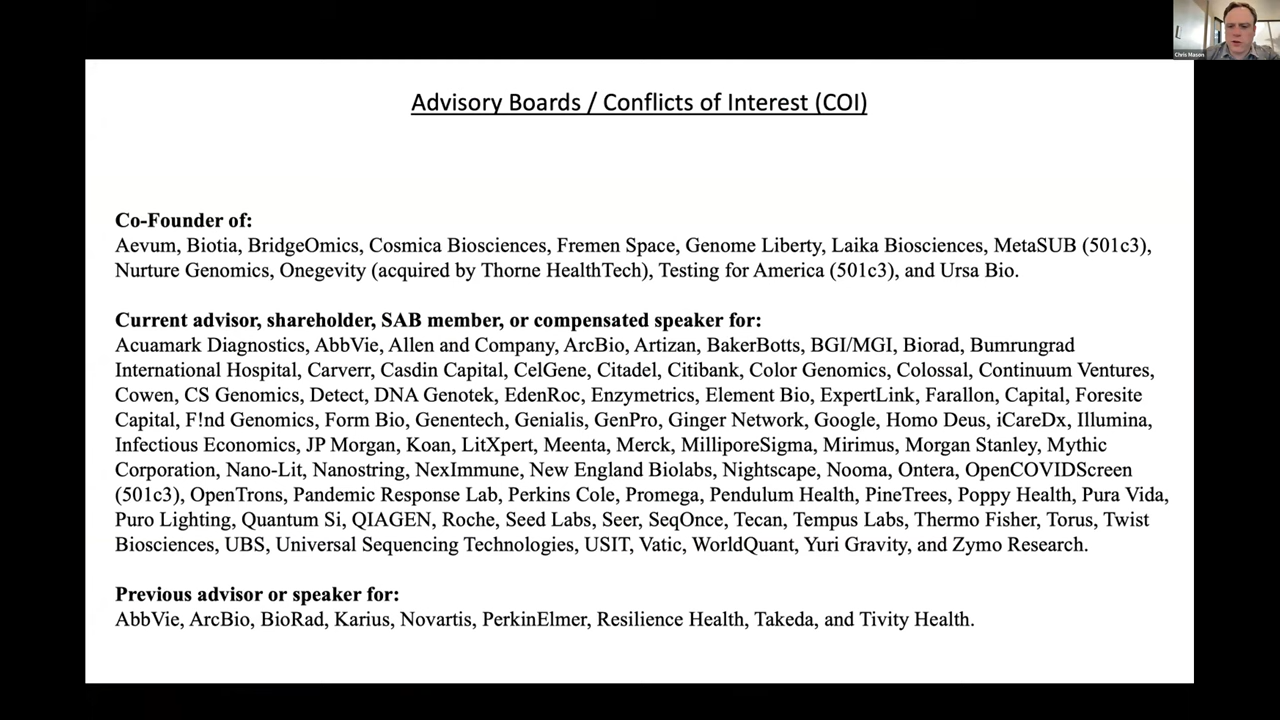 Chris Mason
Advisory Boards / Conflicts of Interest (COI)
Co-Founder of:
Aevum, Biotia, BridgeOmics, Cosmica Biosciences, Fremen Space, Genome Liberty, Laika Biosciences, MetaSUB (501c3),
Nurture Genomics, Onegevity (acquired by Thorne HealthTech), Testing for America (501c3), and Ursa Bio.
Current advisor, shareholder, SAB member, or compensated speaker for:
Acuamark Diagnostics, AbbVie, Allen and Company, ArcBio, Artizan, BakerBotts, BGI/MGI, Biorad, Bumrungrad
International Hospital, Carverr, Casdin Capital, CelGene, Citadel, Citibank, Color Genomics, Colossal, Continuum Ventures,
Cowen, CS Genomics, Detect, DNA Genotek, EdenRoc, Enzymetrics, Element Bio, ExpertLink, Farallon, Capital, Foresite
Capital, F!nd Genomics, Form Bio, Genentech, Genialis, GenPro, Ginger Network, Google, Homo Deus, iCareDx, Illumina,
Infectious Economics, JP Morgan, Koan, LitXpert, Meenta, Merck, MilliporeSigma, Mirimus, Morgan Stanley, Mythic
Corporation, Nano-Lit, Nanostring, NexImmune, New England Biolabs, Nightscape, Nooma, Ontera, OpenCOVIDScreen
(501c3), OpenTrons, Pandemic Response Lab, Perkins Cole, Promega, Pendulum Health, PineTrees, Poppy Health, Pura Vida,
Puro Lighting, Quantum Si, QIAGEN, Roche, Seed Labs, Seer, SeqOnce, Tecan, Tempus Labs, Thermo Fisher, Torus, Twist
Biosciences, UBS, Universal Sequencing Technologies, USIT, Vatic, WorldQuant, Yuri Gravity, and Zymo Research.
Previous advisor or speaker for:
AbbVie, ArcBio, BioRad, Karius, Novartis, PerkinElmer, Resilience Health, Takeda, and Tivity Health.